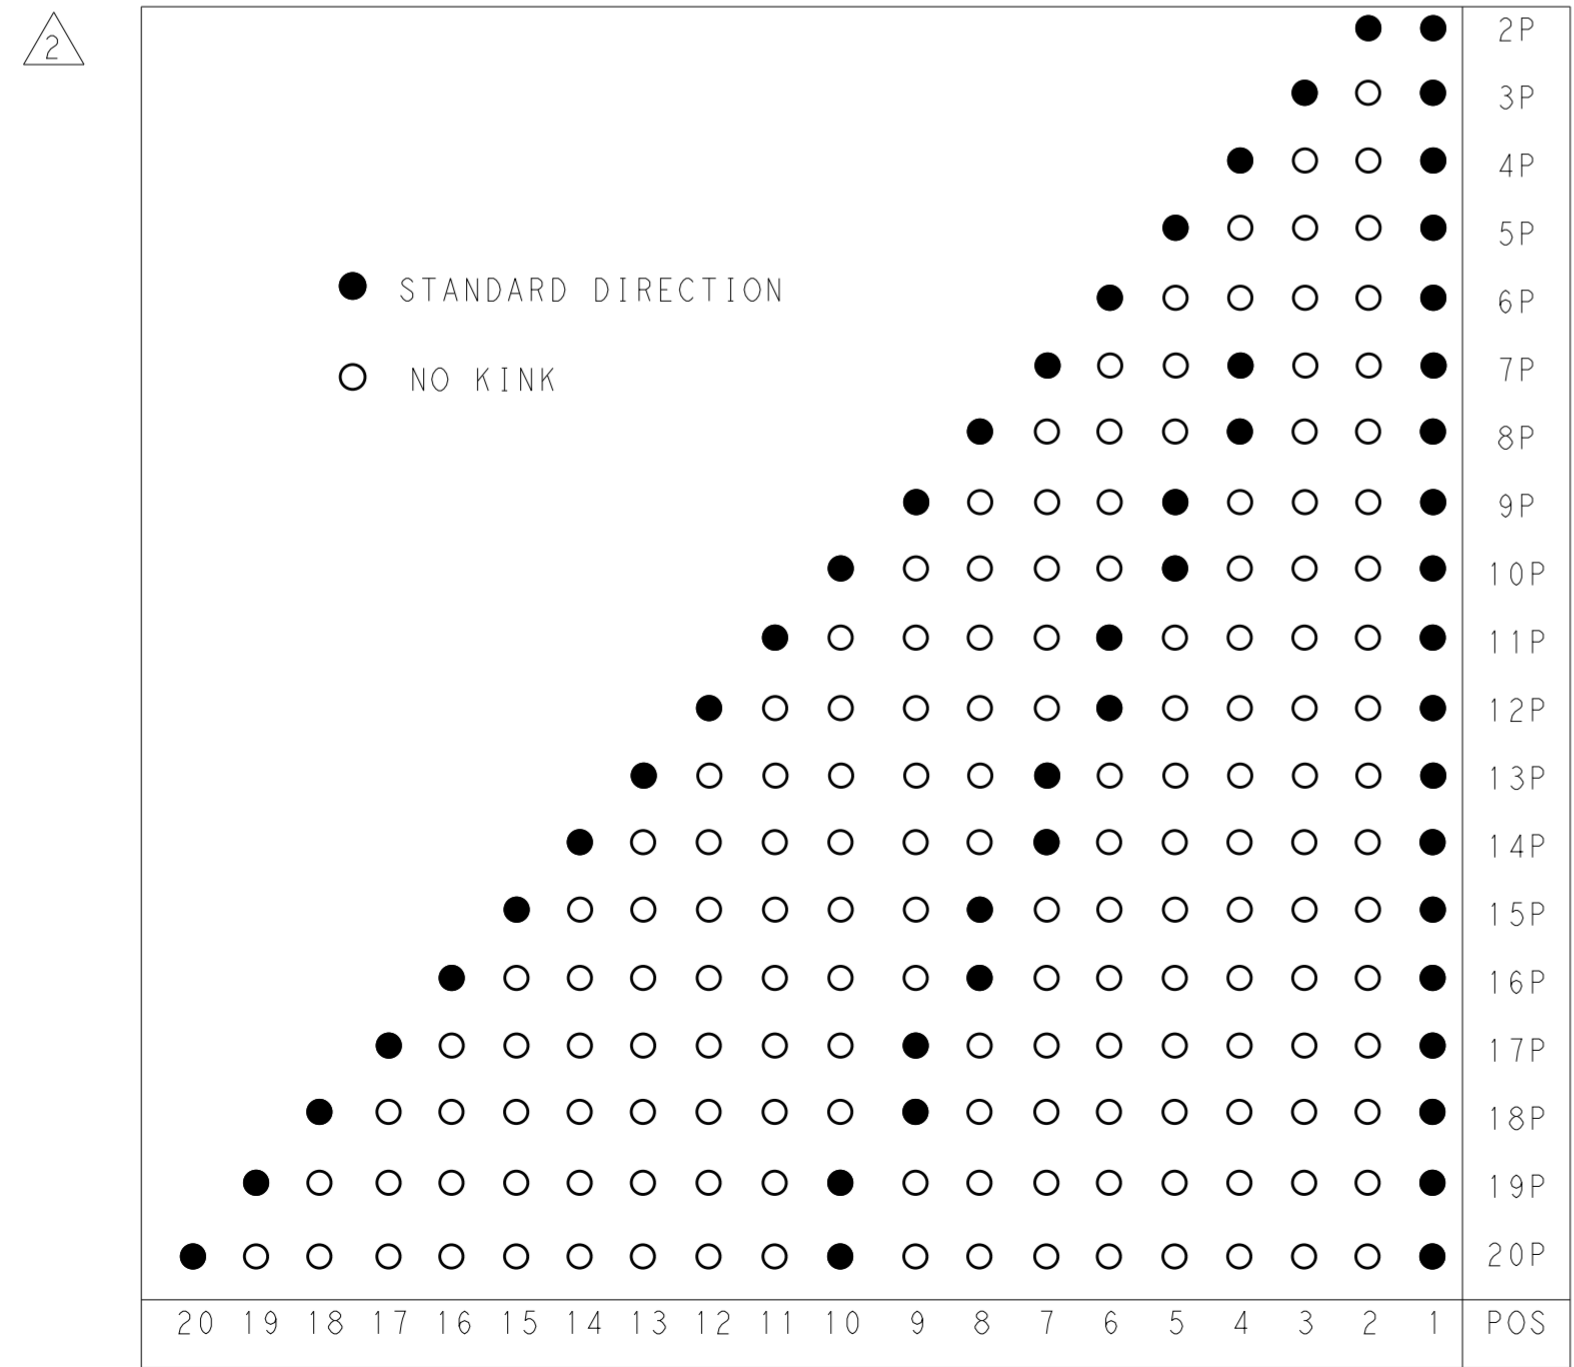 2
2P
3P
4P
5P
STANDARD DIRECTION
6P
7P
NO KINK
8P
9P
10P
11P
12P
13P
14P
15P
16P
17P
18P
19P
20P
20 19 18 17 16 15 14 13 12 11 10 9 8 7 6 5 4 3 2 1 POS